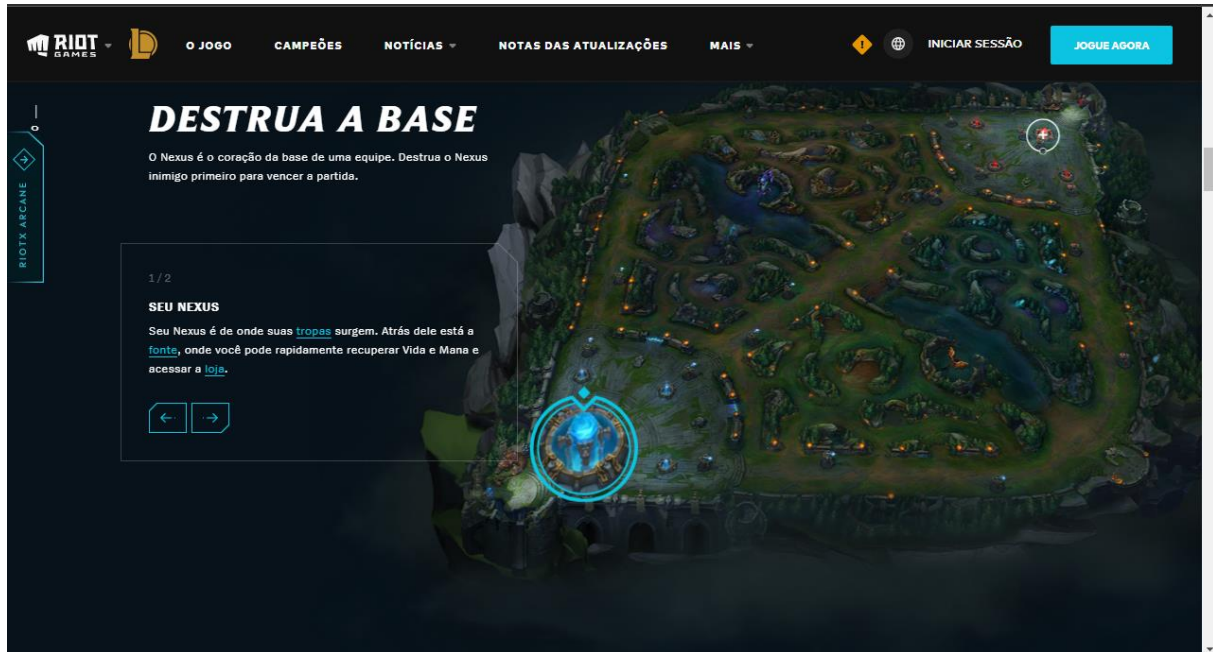 RIOT GAMES
O JOGO
CAMPEÕES
NOTÍCIAS
NOTAS DAS ATUALIZAÇÕES
MAIS
INICIAR SESSÃO
JOGUE AGORA
RIOTX ARCANE
DESTRUA A BASE
O Nexus é o coração da base de uma equipe. Destrua o Nexus
inimigo primeiro para vencer a partida.
1/2
SEU NEXUS
Seu Nexus é de onde suas tropas surgem. Atrás dele está a
fonte, onde você pode rapidamente recuperar Vida e Mana e
acessar a loja.